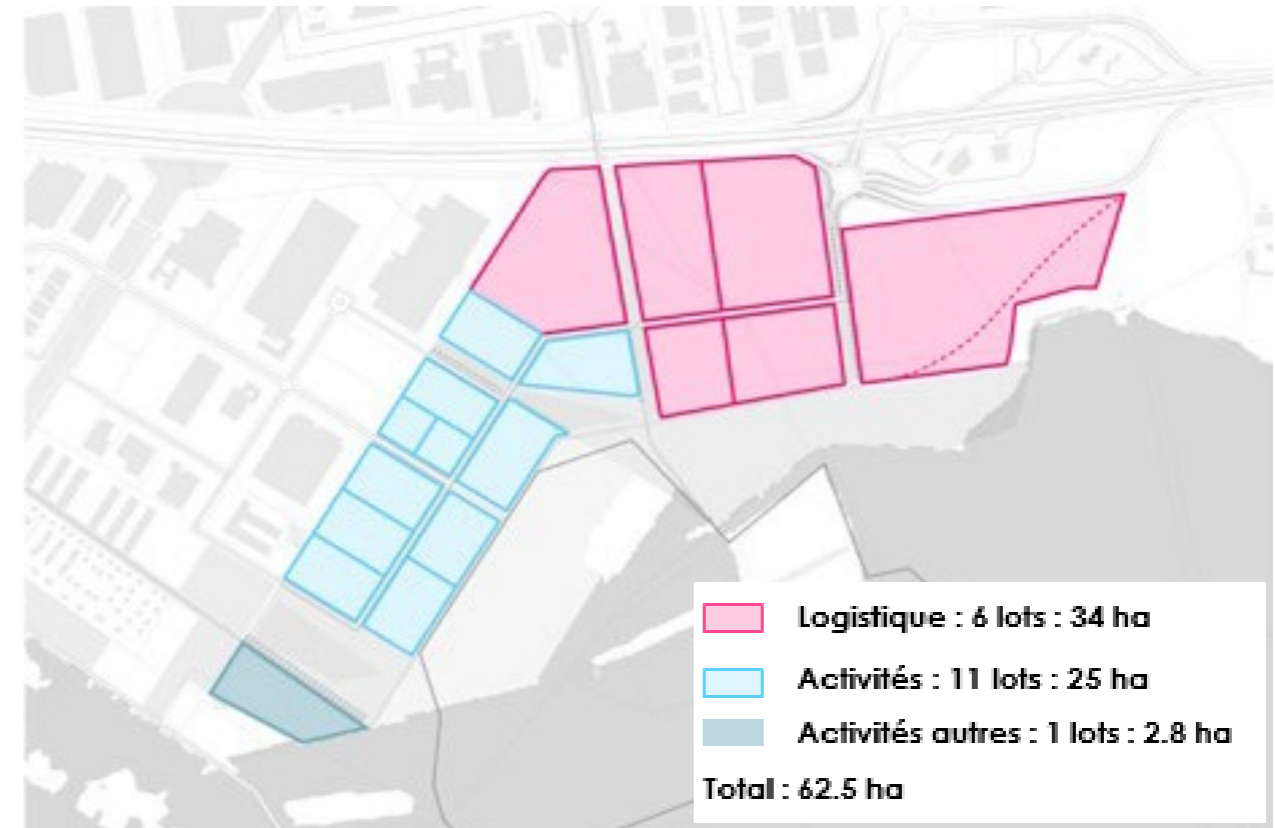 Logistique : 6 lots : 34 ha
Activités : 11 lots : 25 ha
Activités autres : 1 lots : 2.8 ha
Total : 62.5 ha